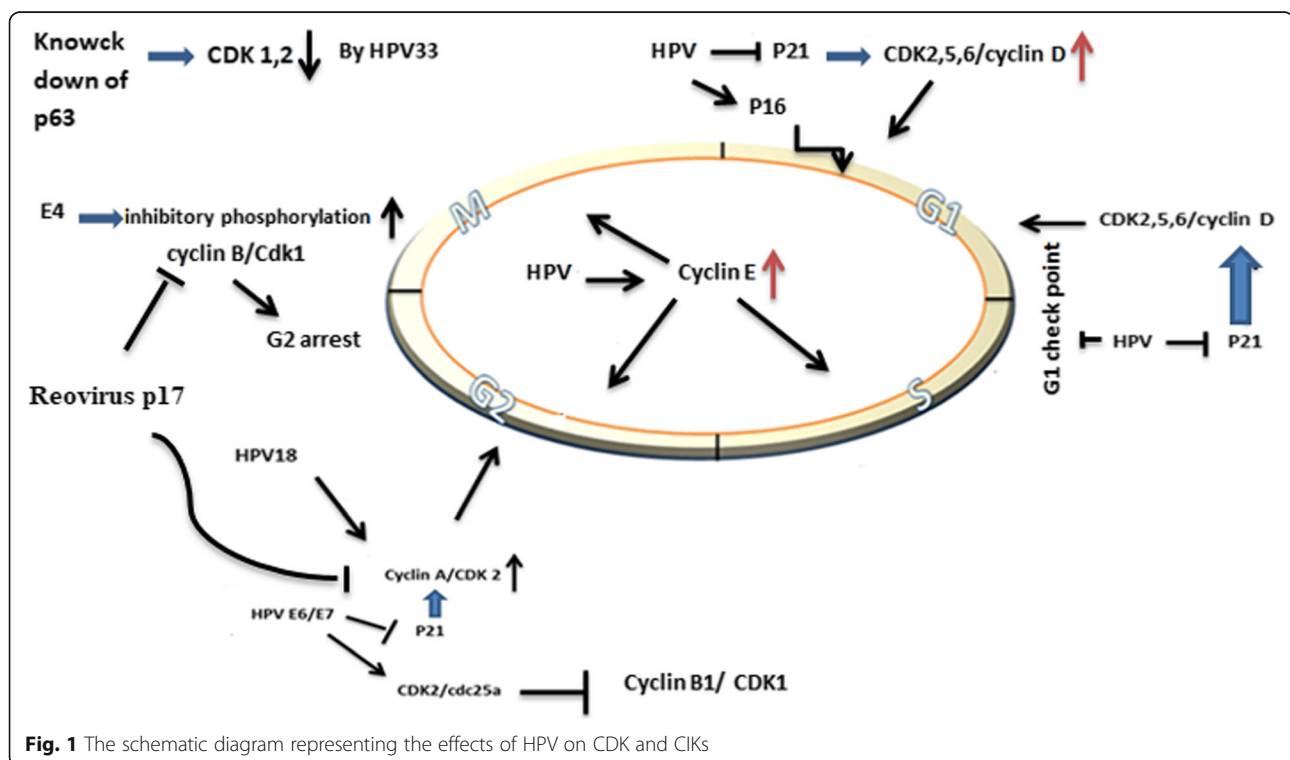 Knowck
down of
p63
CDK 1,2
By HPV33
HPV
P21
CDK2,5,6/cyclin D
P16
E4
inhibitory phosphorylation
cyclin B/Cdk1
G2 arrest
M
G1
HPV
Cyclin E
G2
S
CDK2,5,6/cyclin D
G1 check point
HPV
P21
Reovirus p17
HPV18
Cyclin A/CDK 2
HPV E6/E7
P21
CDK2/cdc25a
Cyclin B1/ CDK1
Fig. 1 The schematic diagram representing the effects of HPV on CDK and CIKs